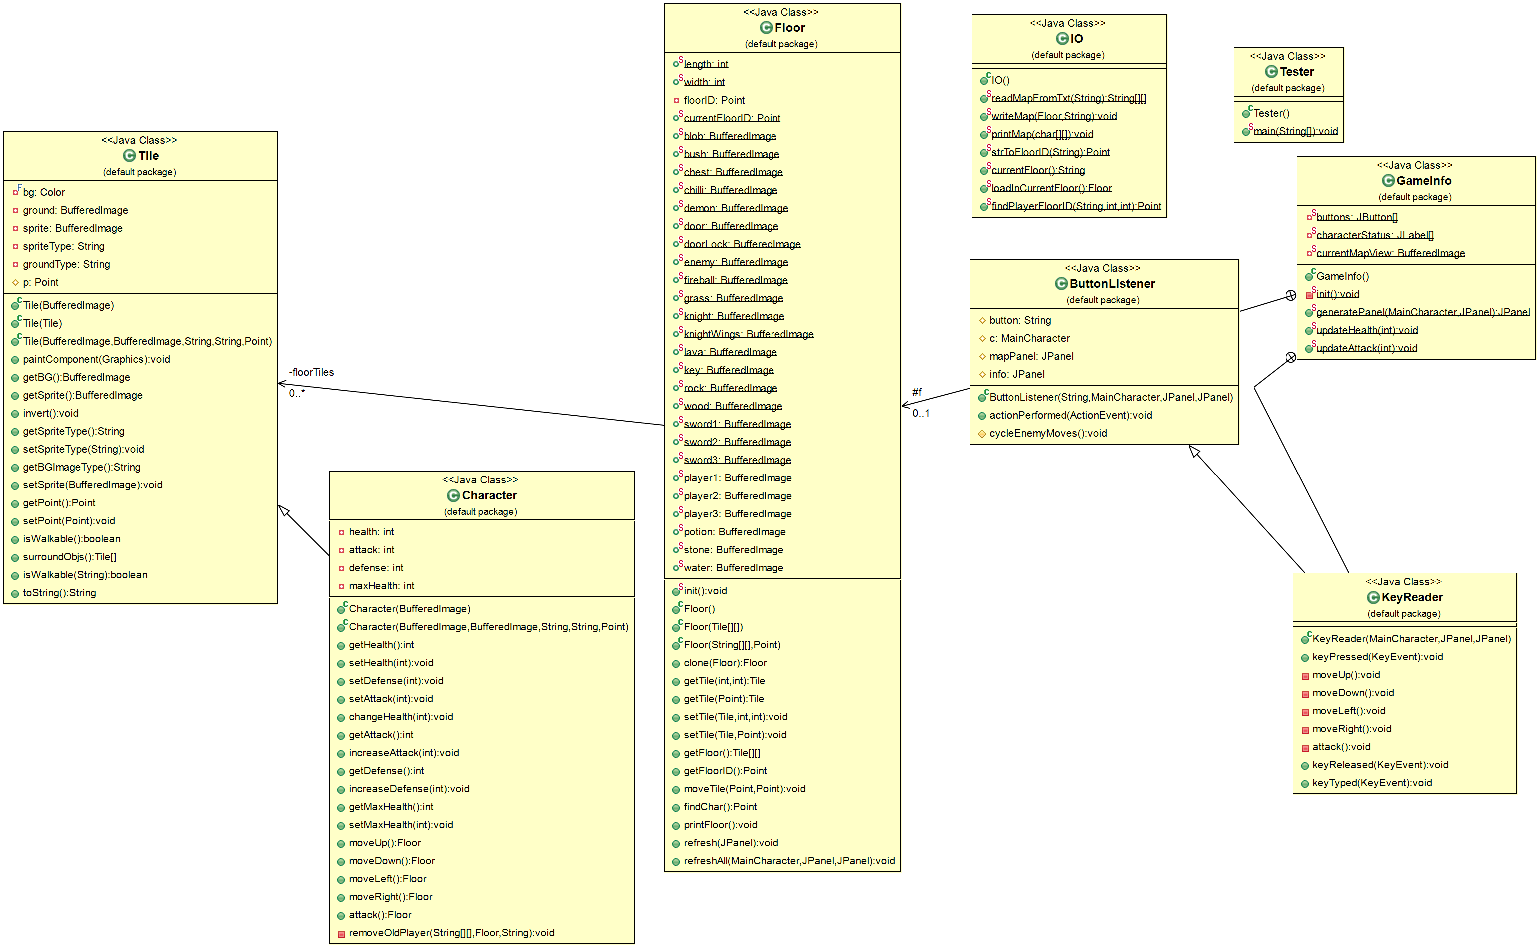 <<Java Class>>
Tile
(default package)
bg: Color
ground: BufferedImage
sprite: BufferedImage
spriteType: String
groundType: String
p: Point
Tile(BufferedImage)
Tile(Tile)
Tile(BufferedImage,BufferedImage,String,String,Point)
paintComponent(Graphics):void
getBG():BufferedImage
getSprite():BufferedImage
invert():void
getSpriteType():String
setSpriteType(String):void
getBGImageType():String
setSprite(BufferedImage):void
getPoint():Point
setPoint(Point):void
isWalkable():boolean
surroundObjs():Tile[]
isWalkable(String):boolean
toString():String
-floorTiles
0..*
<<Java Class>>
Character
(default package)
health: int
attack: int
defense: int
maxHealth: int
Character(BufferedImage)
Character(BufferedImage,BufferedImage,String,String,Point)
getHealth():int
setHealth(int):void
setDefense(int):void
setAttack(int):void
changeHealth(int):void
getAttack():int
increaseAttack(int):void
getDefense():int
increaseDefense(int):void
getMaxHealth():int
setMaxHealth(int):void
moveUp():Floor
moveDown():Floor
moveLeft():Floor
moveRight():Floor
attack():Floor
removeOldPlayer(String[][],Floor,String):void
<<Java Class>>
Floor
(default package)
length: int
width: int
floorID: Point
currentFloorID: Point
blob: BufferedImage
bush: BufferedImage
chest: BufferedImage
chilli: BufferedImage
demon: BufferedImage
door: BufferedImage
doorLock: BufferedImage
enemy: BufferedImage
fireball: BufferedImage
grass: BufferedImage
knight: BufferedImage
knightWings: BufferedImage
lava: BufferedImage
key: BufferedImage
rock: BufferedImage
wood: BufferedImage
sword1: BufferedImage
sword2: BufferedImage
sword3: BufferedImage
player1: BufferedImage
player2: BufferedImage
player3: BufferedImage
potion: BufferedImage
stone: BufferedImage
water: BufferedImage
init():void
Floor()
Floor(Tile[][])
Floor(String[][],Point)
clone(Floor):Floor
getTile(int,int):Tile
getTile(Point):Tile
setTile(Tile,int,int):void
setTile(Tile,Point):void
getFloor():Tile[][]
getFloorID():Point
moveTile(Point,Point):void
findChar():Point
printFloor():void
refresh(JPanel):void
refreshAll(MainCharacter,JPanel,JPanel):void
#f
0..1
<<Java Class>>
IO
(default package)
IO()
readMapFromTxt(String):String[][]
writeMap(Floor,String):void
printMap(char[][]):void
strToFloorID(String):Point
currentFloor():String
loadInCurrentFloor():Floor
findPlayerFloorID(String,int,int):Point
<<Java Class>>
Tester
(default package)
Tester()
main(String[]):void
<<Java Class>>
ButtonListener
(default package)
button: String
c: MainCharacter
mapPanel: JPanel
info: JPanel
ButtonListener(String,MainCharacter,JPanel,JPanel)
actionPerformed(ActionEvent):void
cycleEnemyMoves():void
<<Java Class>>
GameInfo
(default package)
buttons: JButton[]
characterStatus: JLabel[]
currentMapView: BufferedImage
GameInfo()
init():void
generatePanel(MainCharacter,JPanel):JPanel
updateHealth(int):void
updateAttack(int):void
<<Java Class>>
KeyReader
(default package)
KeyReader(MainCharacter,JPanel,JPanel)
keyPressed(KeyEvent):void
moveUp():void
moveDown():void
moveLeft():void
moveRight():void
attack():void
keyReleased(KeyEvent):void
keyTyped(KeyEvent):void